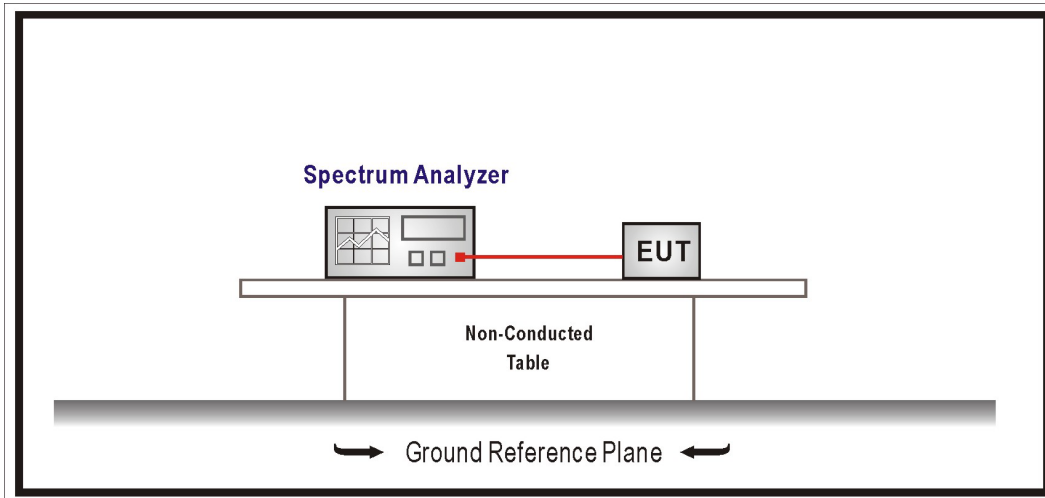 Spectrum Analyzer
EUT
Non-Conducted
Table
Ground Reference Plane